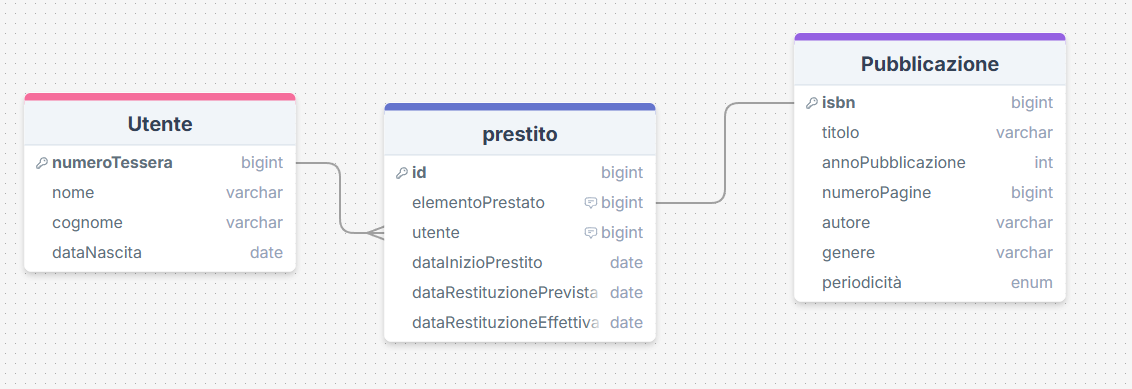 Utente
numeroTessera bigint
nome varchar
cognome varchar
dataNascita date
prestito
id bigint
elementoPrestato bigint
utente bigint
dataInizioPrestito date
dataRestituzionePrevista date
dataRestituzioneEffettiva date
Pubblicazione
isbn bigint
titolo varchar
annoPubblicazione int
numeroPagine bigint
autore varchar
genere varchar
periodicità enum